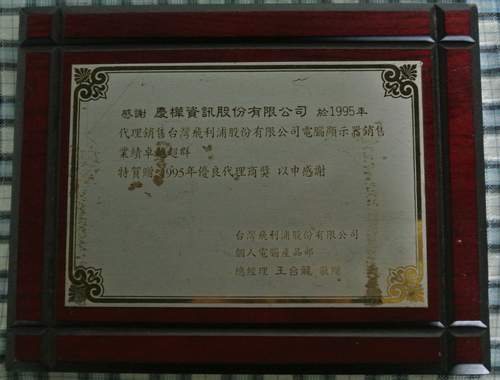 感謝 慶樺資訊股份有限公司 於1995年
代理銷售台灣飛利浦股份有限公司電腦顯示器銷售
業績卓越超群
特質贈 1995年優良代理商獎 以申感謝
台灣飛利浦股份有限公司
個人電腦產品部
總經理 王台龍 敬贈